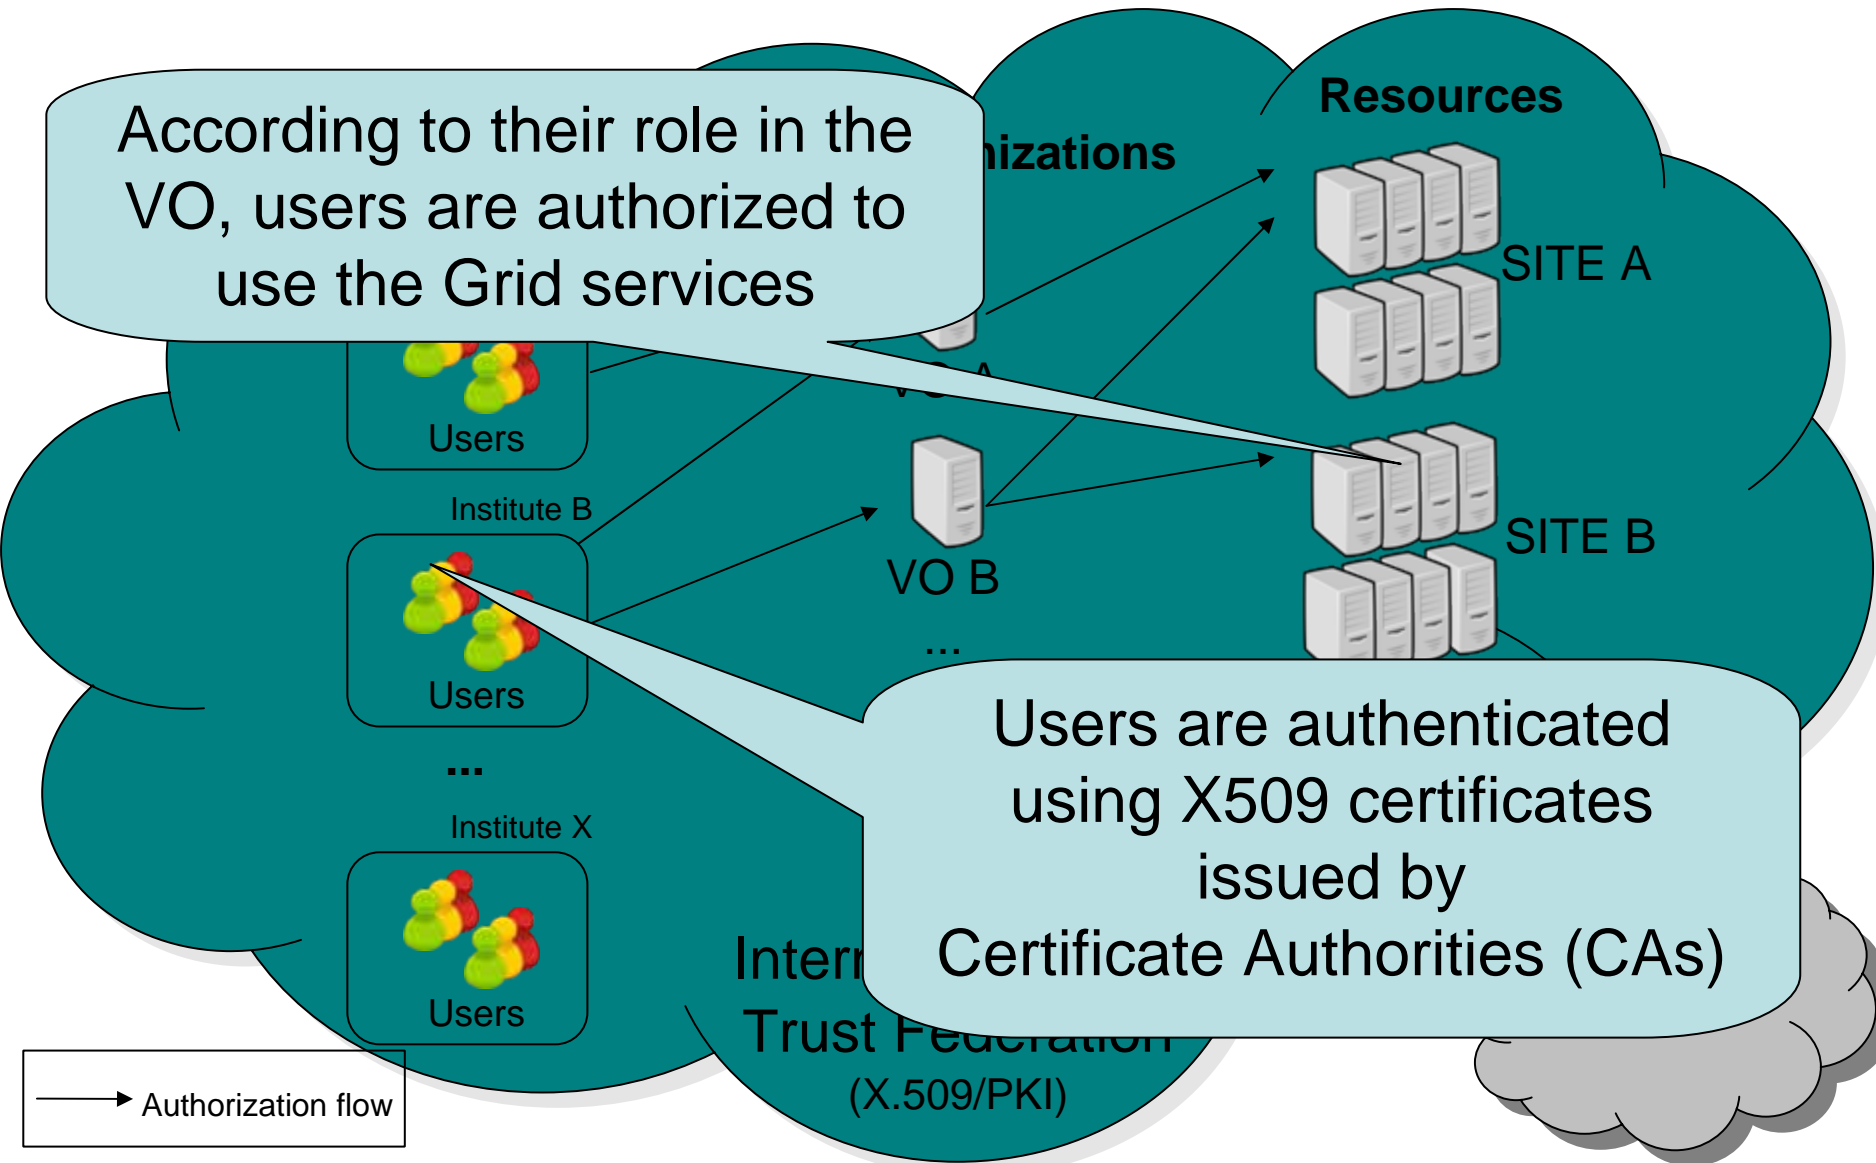 According to their role in the
VO, users are authorized to
use the Grid services
Resources
SITE A
Users
Institute B
VO B
SITE B
...
Users
...
Institute X
Users
Users are authenticated
using X509 certificates
issued by
Certificate Authorities (CAs)
Trust Federation
(X.509/PKI)
Authorization flow